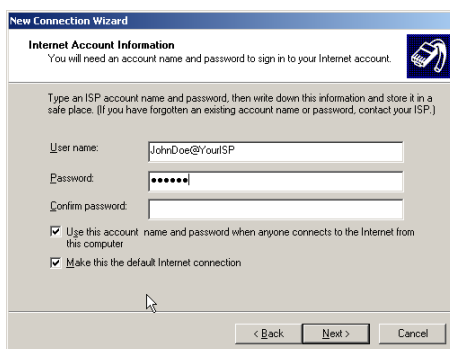 New Connection Wizard
Internet Account Information
You will need an account name and password to sign in to your Internet account.
Type an ISP account name and password, then write down this information and store it in a
safe place. (If you have forgotten an existing account name or password, contact your ISP.)
User name:
JohnDoe@YourISP
Password:
••••••
Confirm password:
Use this account name and password when anyone connects to the Internet from
this computer
Make this the default Internet connection
< Back
Next >
Cancel